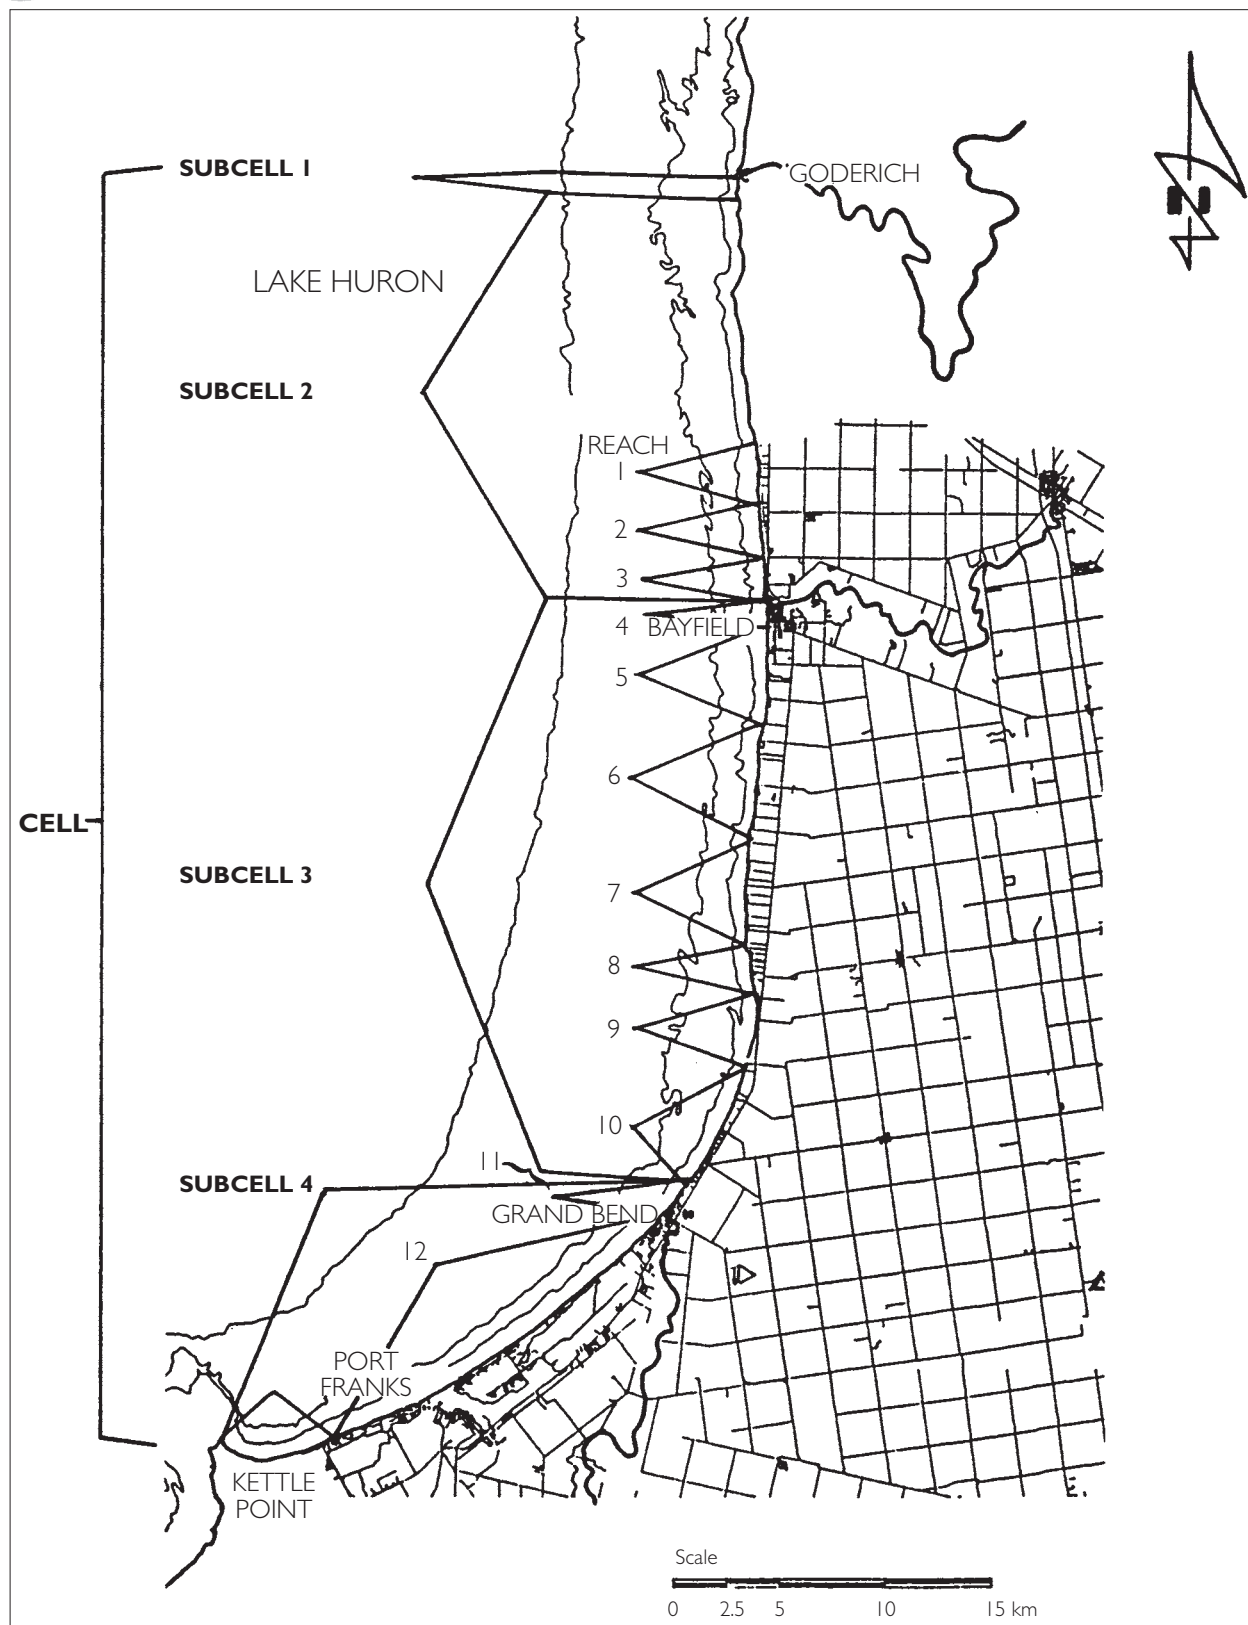 SUBCELL 1
GODERICH
N
LAKE HURON
SUBCELL 2
REACH
1
2
3
4 BAYFIELD
5
6
CELL
SUBCELL 3
7
8
9
10
11
SUBCELL 4
GRAND BEND
12
PORT
FRANKS
KETTLE
POINT
Scale
0 2.5 5 10 15 km